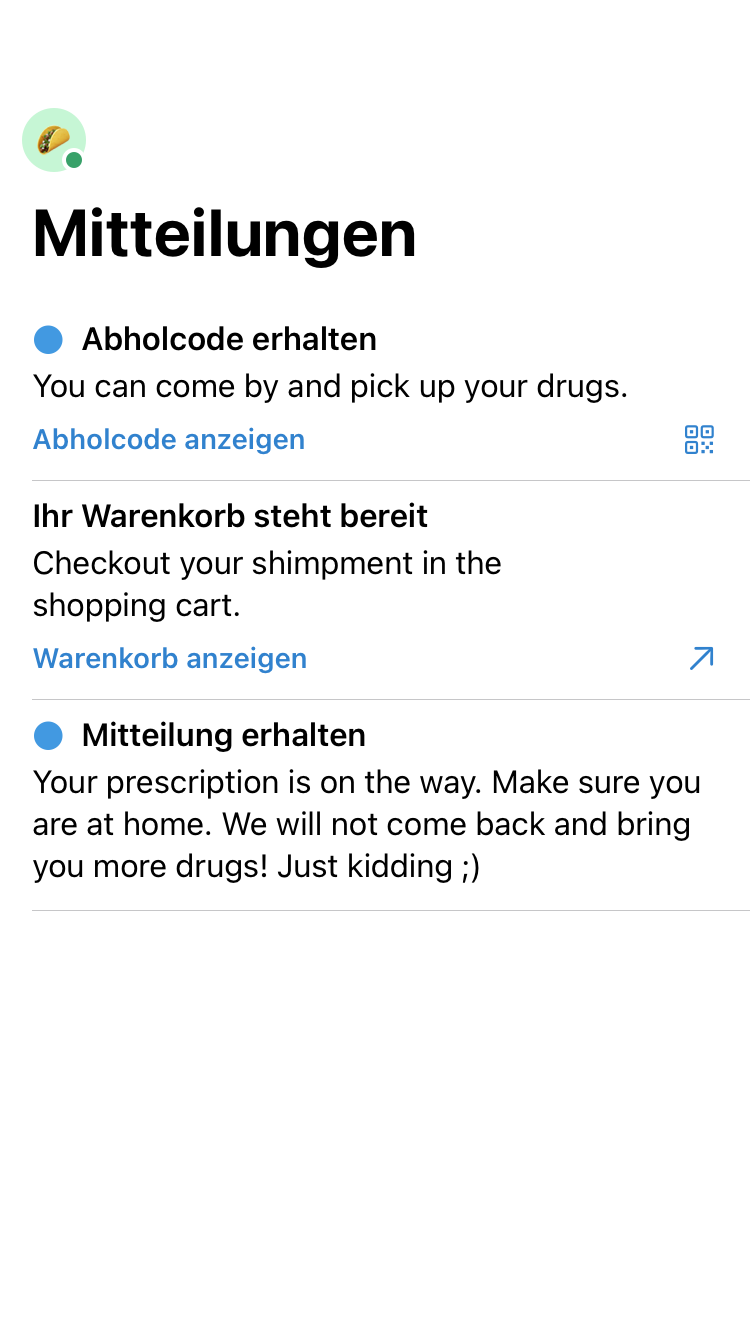 Mitteilungen
Abholcode erhalten
You can come by and pick up your drugs.
Abholcode anzeigen
Ihr Warenkorb steht bereit
Checkout your shimpment in the
shopping cart.
Warenkorb anzeigen
Mitteilung erhalten
Your prescription is on the way. Make sure you
are at home. We will not come back and bring
you more drugs! Just kidding ;)